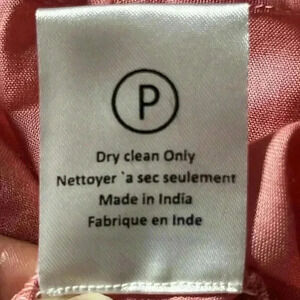 P
Dry clean Only
Nettoyer `a sec seulement
Made in India
Fabrique en Inde